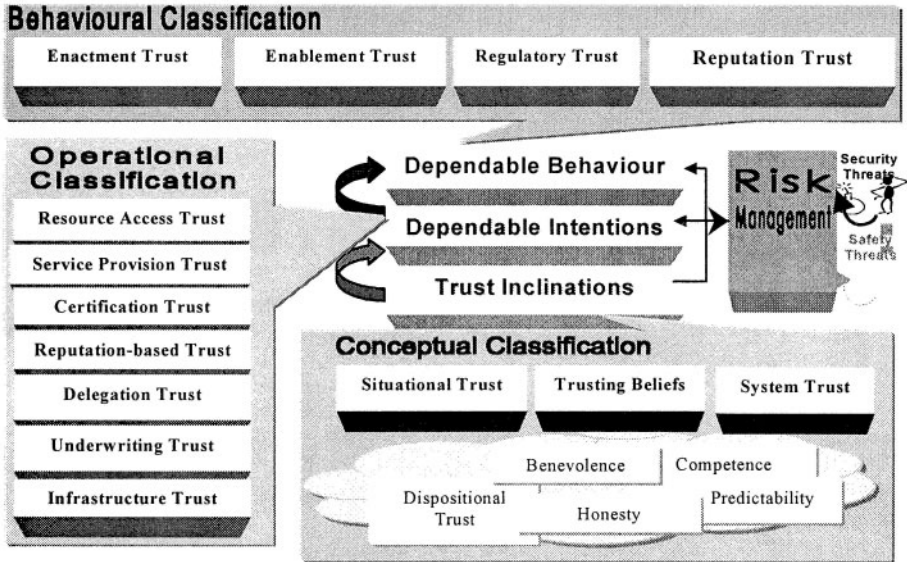 Behavioural Classification
Enactment Trust
Enablement Trust
Regulatory Trust
Reputation Trust
Operational
Classification
Resource Access Trust
Service Provision Trust
Certification Trust
Reputation-based Trust
Delegation Trust
Underwriting Trust
Infrastructure Trust
Dependable Behaviour
Dependable Intentions
Trust Inclinations
Risk
Management
Security
Threats
Safety
Threats
Conceptual Classification
Situational Trust
Trusting Beliefs
System Trust
Benevolence
Competence
Dispositional
Trust
Honesty
Predictability